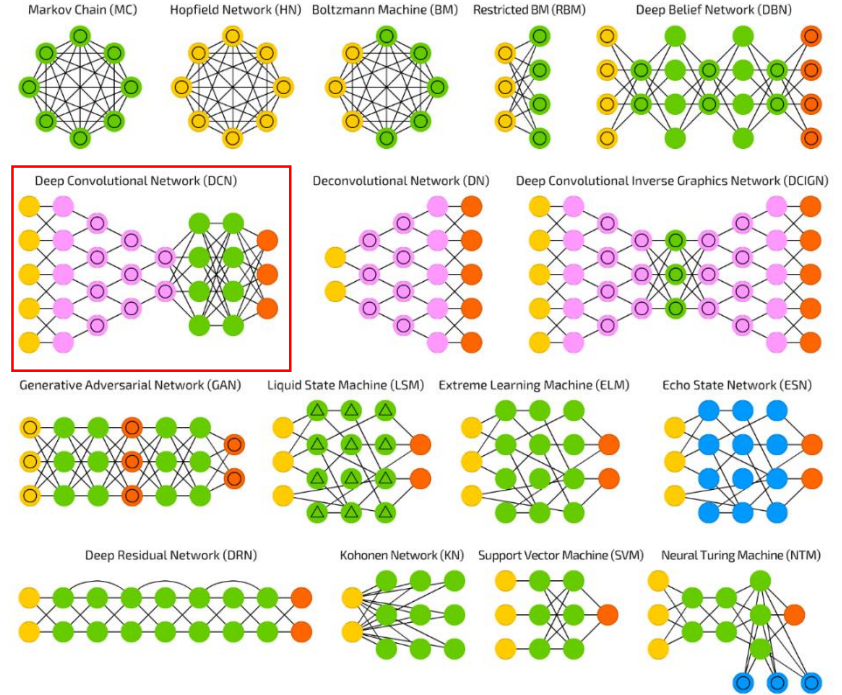 Markov Chain (MC)
Hopfield Network (HN)
Boltzmann Machine (BM)
Restricted BM (RBM)
Deep Belief Network (DBN)
Deep Convolutional Network (DCN)
Deconvolutional Network (DN)
Deep Convolutional Inverse Graphics Network (DCIGN)
Generative Adversarial Network (GAN)
Liquid State Machine (LSM)
Extreme Learning Machine (ELM)
Echo State Network (ESN)
Deep Residual Network (DRN)
Kohonen Network (KN)
Support Vector Machine (SVM)
Neural Turing Machine (NTM)